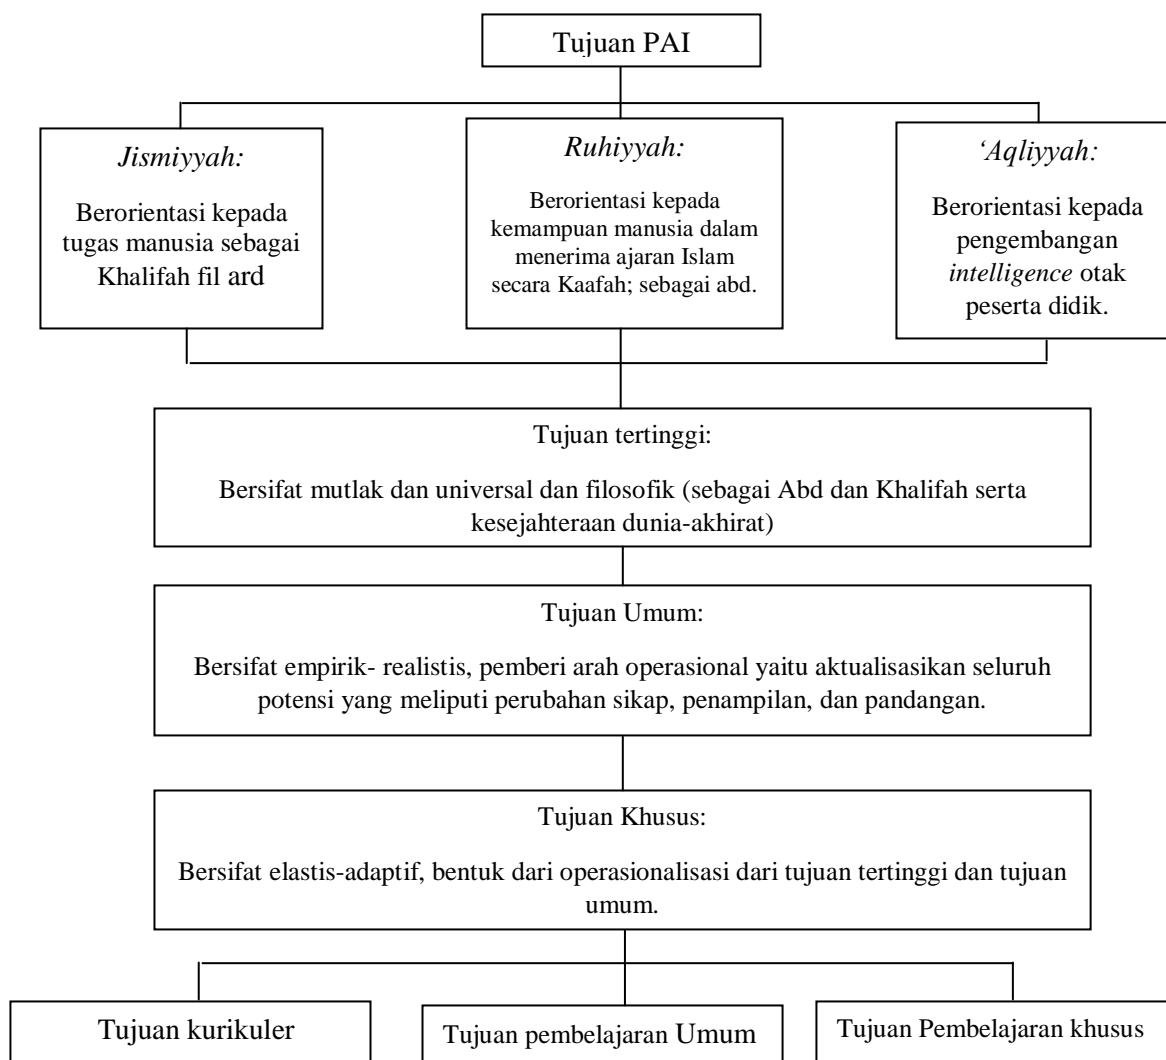 Tujuan PAI
Jismiyyah:
Berorientasi kepada
tugas manusia sebagai
Khalifah fil ard
Ruhiyyah:
Berorientasi kepada
kemampuan manusia dalam
menerima ajaran Islam
secara Kaafah; sebagai abd.
‘Aqliyyah:
Berorientasi kepada
pengembangan
intelligence otak
peserta didik.
Tujuan tertinggi:
Bersifat mutlak dan universal dan filosofik (sebagai Abd dan Khalifah serta
kesejahteraan dunia-akhirat)
Tujuan Umum:
Bersifat empirik- realistis, pemberi arah operasional yaitu aktualisasikan seluruh
potensi yang meliputi perubahan sikap, penampilan, dan pandangan.
Tujuan Khusus:
Bersifat elastis-adaptif, bentuk dari operasionalisasi dari tujuan tertinggi dan tujuan
umum.
Tujuan kurikuler
Tujuan pembelajaran Umum
Tujuan Pembelajaran khusus